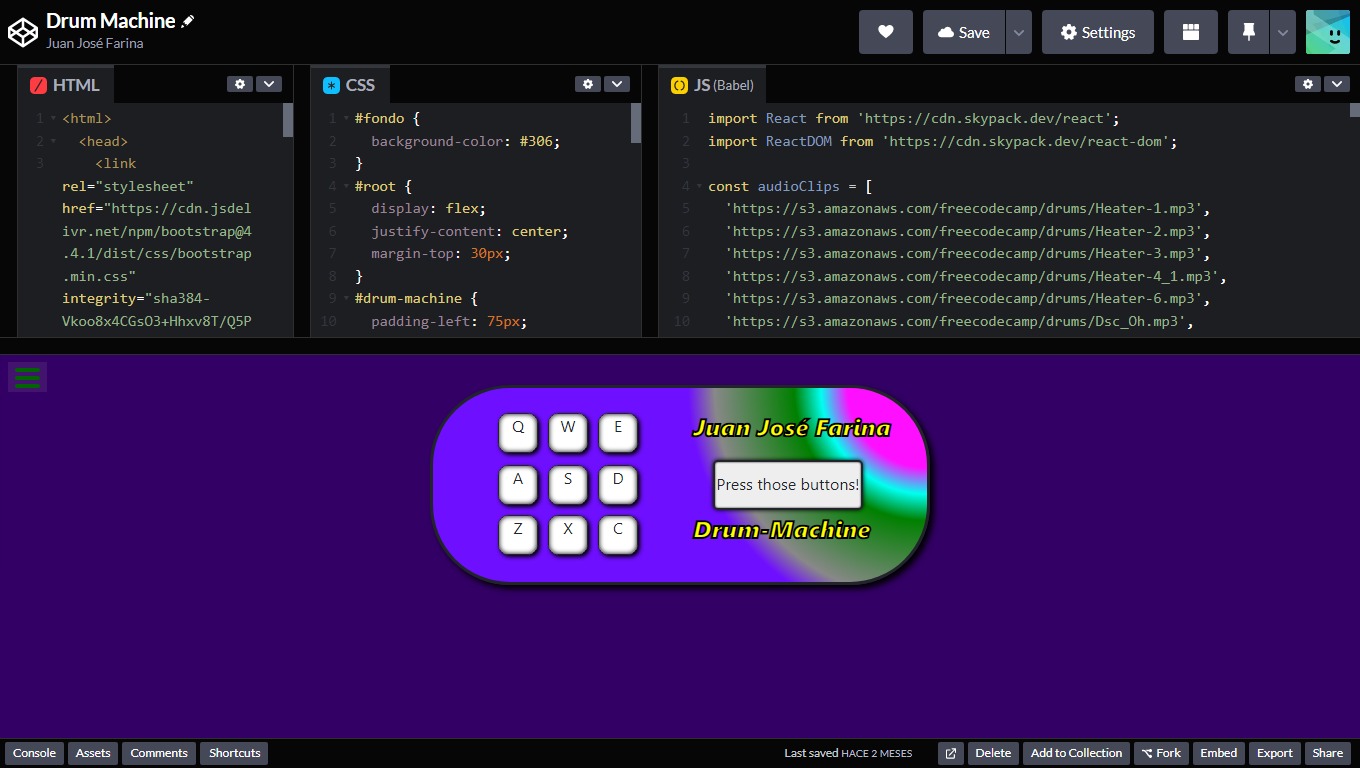 Drum Machine
Juan José Farina
Save
Settings
HTML
1 <html>
2 <head>
3 <link
rel="stylesheet"
href="https://cdn.jsdel
ivr.net/npm/bootstrap@4
.4.1/dist/css/bootstrap
.min.css"
integrity="sha384-
Vkoo8x4CGsO3+Hhxv8T/Q5P
CSS
1 #fondo {
2 background-color: #306;
3 }
4 #root {
5 display: flex;
6 justify-content: center;
7 margin-top: 30px;
8 }
9 #drum-machine {
10 padding-left: 75px;
JS (Babel)
1 import React from 'https://cdn.skypack.dev/react';
2 import ReactDOM from 'https://cdn.skypack.dev/react-dom';
3
4 const audioClips = [
5 'https://s3.amazonaws.com/freecodecamp/drums/Heater-1.mp3',
6 'https://s3.amazonaws.com/freecodecamp/drums/Heater-2.mp3',
7 'https://s3.amazonaws.com/freecodecamp/drums/Heater-3.mp3',
8 'https://s3.amazonaws.com/freecodecamp/drums/Heater-4_1.mp3',
9 'https://s3.amazonaws.com/freecodecamp/drums/Heater-6.mp3',
10 'https://s3.amazonaws.com/freecodecamp/drums/Dsc_Oh.mp3',
Q W E
A S D
Z X C
Juan José Farina
Press those buttons!
Drum-Machine
Console Assets Comments Shortcuts Last saved HACE 2 MESES Delete Add to Collection Fork Embed Export Share